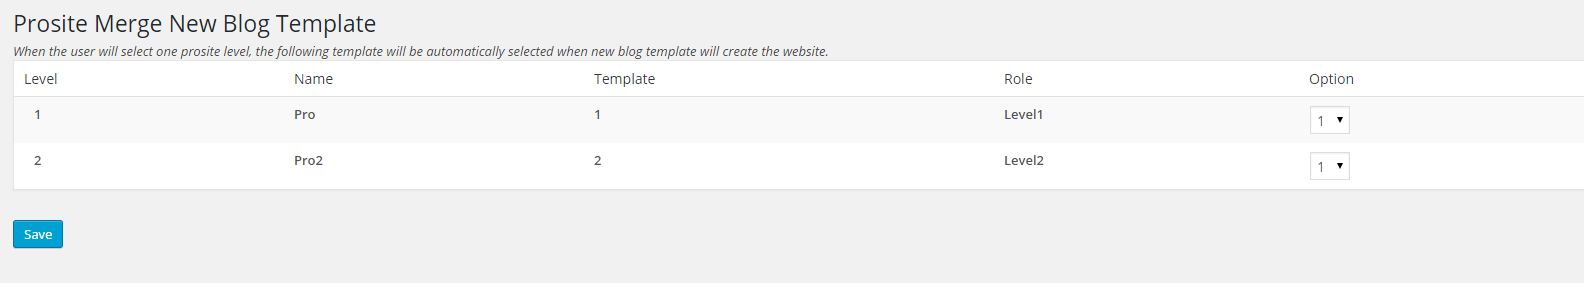 Prosite Merge New Blog Template
When the user will select one prosite level, the following template will be automatically selected when new blog template will create the website.
Level Name Template Role Option
1 Pro 1 Level1 1
2 Pro2 2 Level2 1
Save